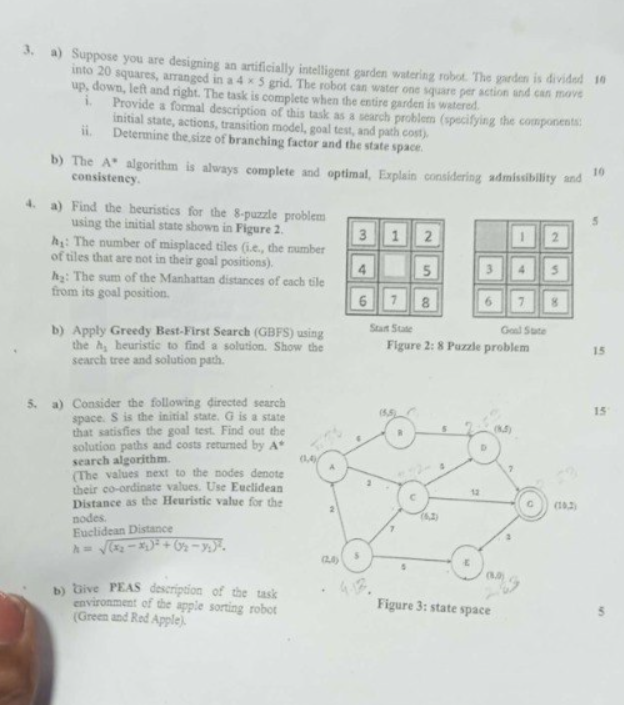 3. a) Suppose you are designing an artificially intelligent garden watering robot. The garden is divided 10
into 20 squares, arranged in a 4 × 5 grid. The robot can water one square per action and can move
up, down, left and right. The task is complete when the entire garden is watered.
i. Provide a formal description of this task as a search problem (specifying the components:
initial state, actions, transition model, goal test, and path cost).
ii. Determine the,size of branching factor and the state space.
b) The A* algorithm is always complete and optimal, Explain considering admissibility and 10
consistency.
4. a) Find the heuristics for the 8-puzzle problem 5
using the initial state shown in Figure 2.
h₁: The number of misplaced tiles (i.e., the number
of tiles that are not in their goal positions).
h₂: The sum of the Manhattan distances of each tile
from its goal position.
3 1 2
4 5
6 7 8
Start State
1 2
3 4 5
6 7 8
Goal State
Figure 2: 8 Puzzle problem
b) Apply Greedy Best-First Search (GBFS) using 15
the h₁ heuristic to find a solution. Show the
search tree and solution path.
5. a) Consider the following directed search 15
space. S is the initial state. G is a state
that satisfies the goal test. Find out the
solution paths and costs returned by A*
search algorithm.
(The values next to the nodes denote
their co-ordinate values. Use Euclidean
Distance as the Heuristic value for the
nodes.
Euclidean Distance
h = √(x₂ − x₁)² + (y₂ − y₁)².
B
D
(8,5)
A
C
(6,2)
12
G
(10,2)
7
2
7
S
5
E
Figure 3: state space
b) Give PEAS description of the task 5
environment of the apple sorting robot
(Green and Red Apple).